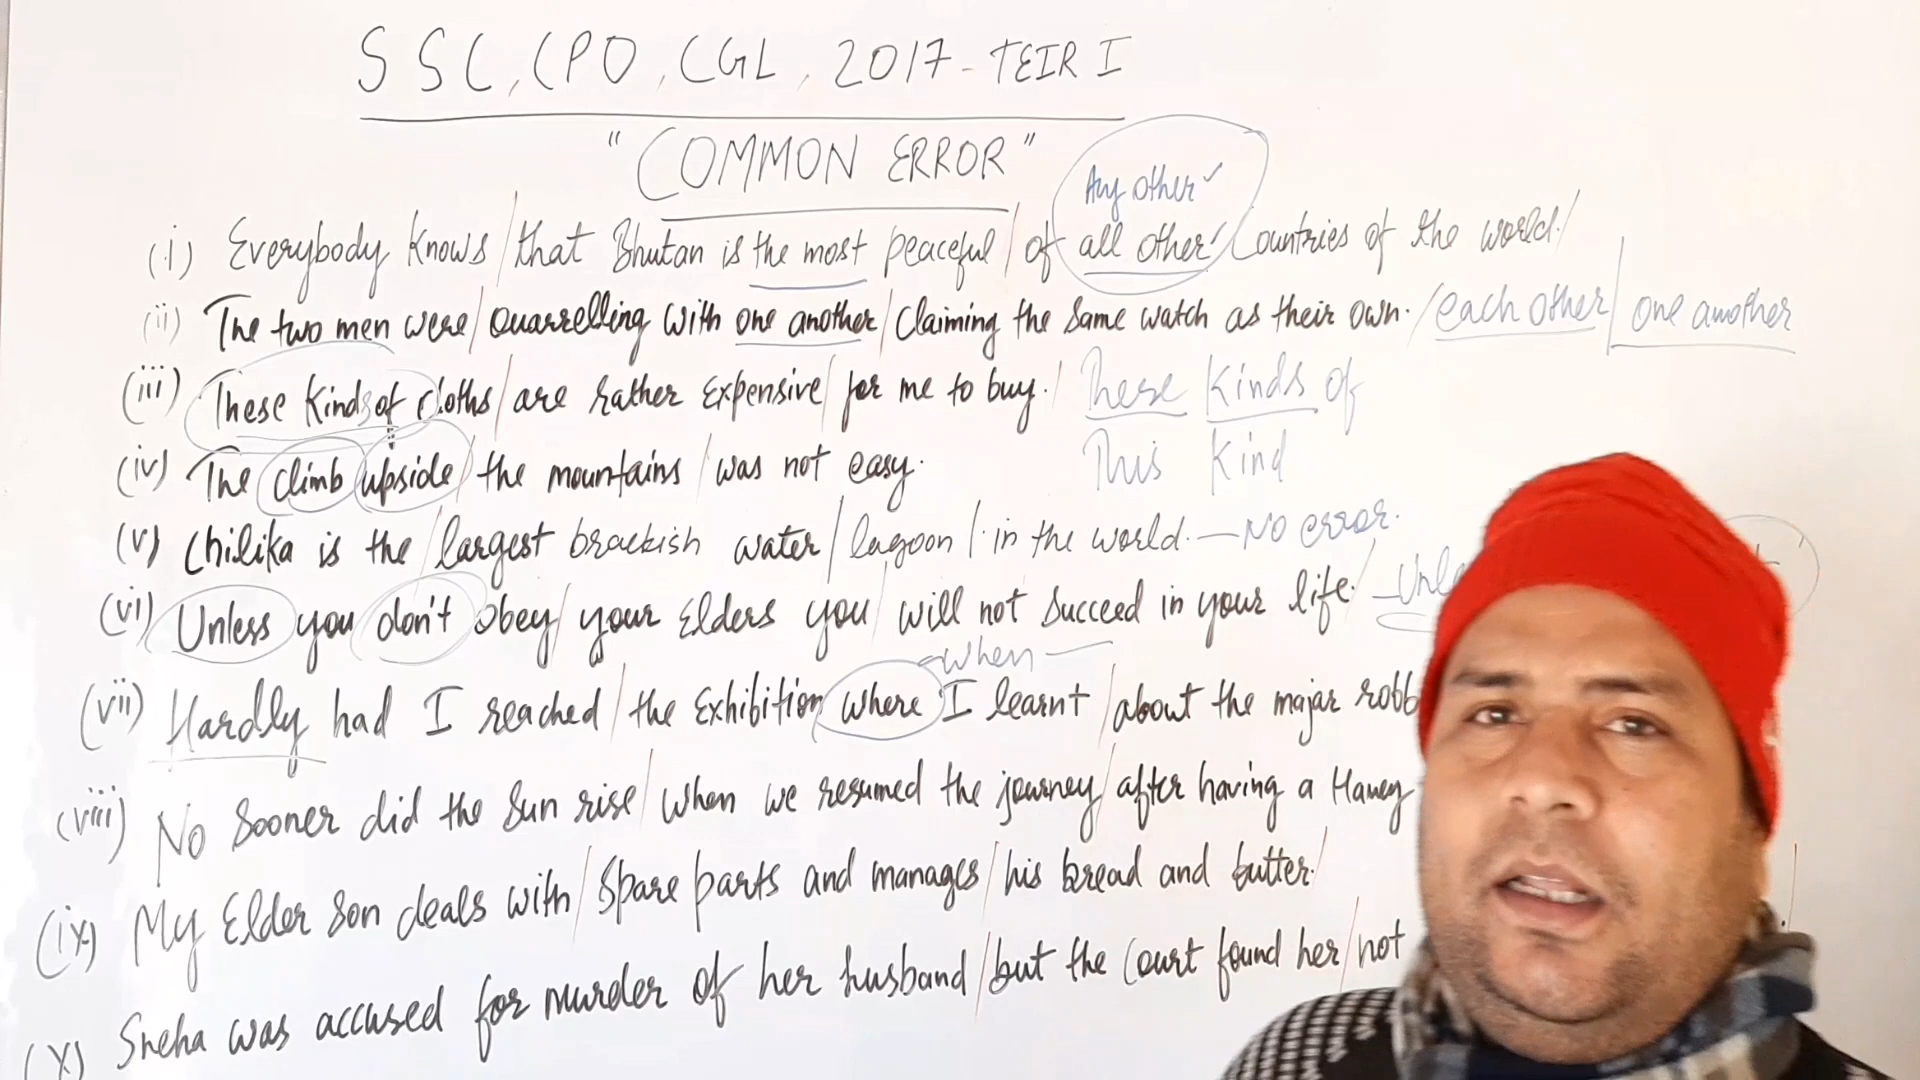 SSC, CPO, CGL, 2017 - TEIR I
"COMMON ERROR"
Any other ✓
(i) Everybody knows / that Bhutan is the most peaceful / of all other Countries of the world. /
(ii) The two men were / quarrelling with one another / claiming the same watch as their own. / each other | one another
(iii) These kinds of cloths / are rather expensive / for me to buy. / These kinds of
This kind
(iv) The climb upside / the mountains / was not easy.
(v) Chilika is the / largest brackish water / lagoon / in the world. — No error.
(vi) Unless you don't obey / your Elders you / will not succeed in your life. /
— when —
(vii) Hardly had I reached / the Exhibition where I learnt / about the majar
(viii) No sooner did the sun rise / when we resumed the journey / after having a
(ix) My Elder son deals with / spare parts and manages / his bread and butter. /
(x) Sneha was accused for murder of her husband / but the Court found her / not